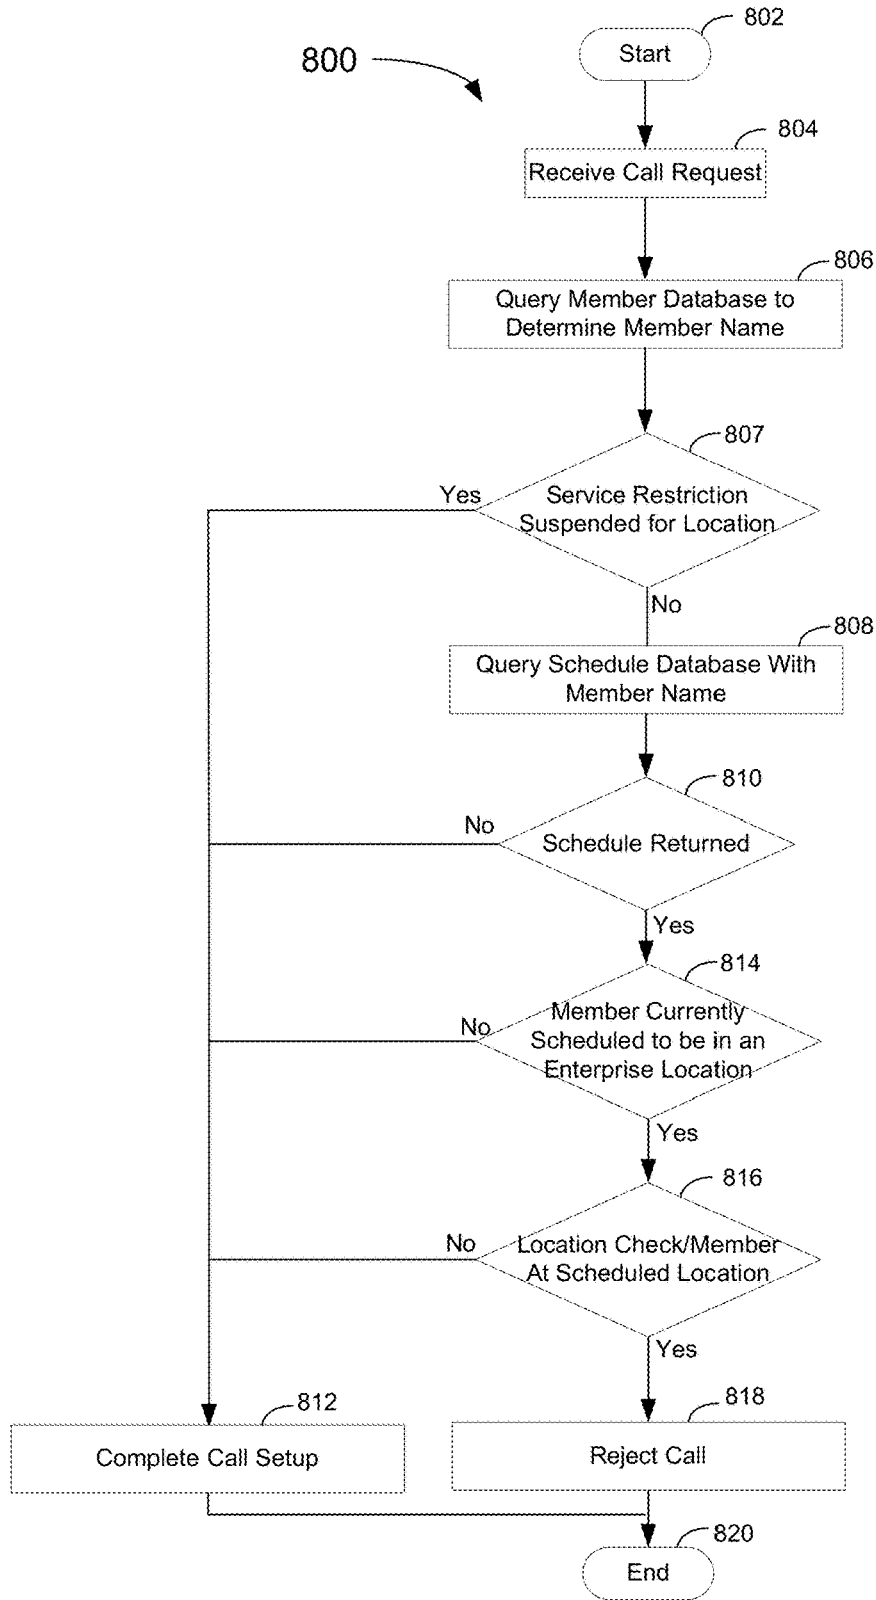 802
Start
800
804
Receive Call Request
806
Query Member Database to
Determine Member Name
807
Yes
Service Restriction
Suspended for Location
No
808
Query Schedule Database With
Member Name
810
No
Schedule Returned
Yes
814
No
Member Currently
Scheduled to be in an
Enterprise Location
Yes
816
No
Location Check/Member
At Scheduled Location
Yes
812
818
Complete Call Setup
Reject Call
820
End